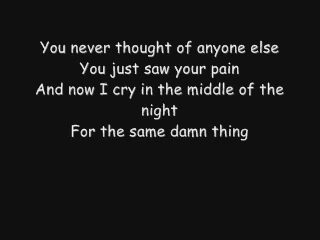 You never thought of anyone else
You just saw your pain
And now I cry in the middle of the
night
For the same damn thing